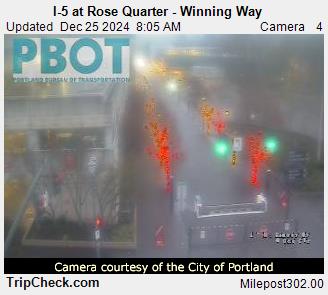 I-5 at Rose Quarter - Winning Way
Updated Dec 25 2024 8:05 AM Camera 4
PBOT
PORTLAND BUREAU OF TRANSPORTATION
Camera courtesy of the City of Portland
TripCheck.com Milepost302.00